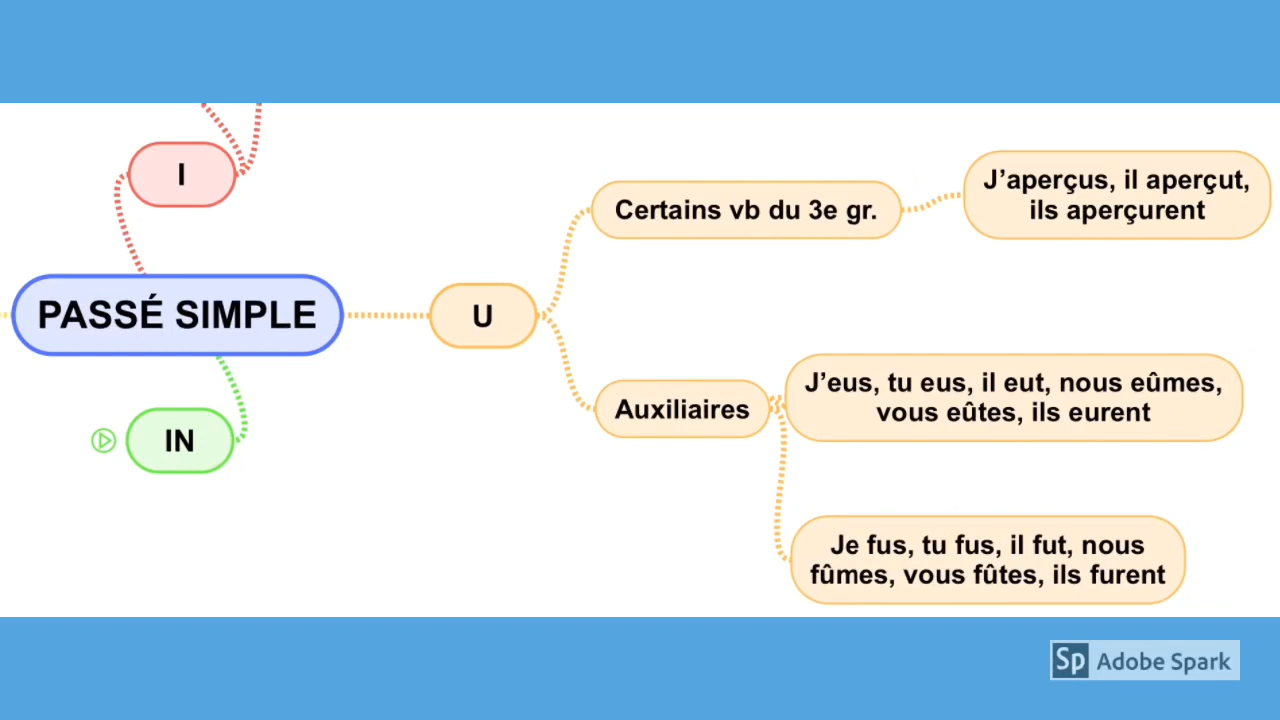 I
PASSÉ SIMPLE
IN
U
Certains vb du 3e gr.
J’aperçus, il aperçut,
ils aperçurent
Auxiliaires
J’eus, tu eus, il eut, nous eûmes,
vous eûtes, ils eurent
Je fus, tu fus, il fut, nous
fûmes, vous fûtes, ils furent
Sp Adobe Spark